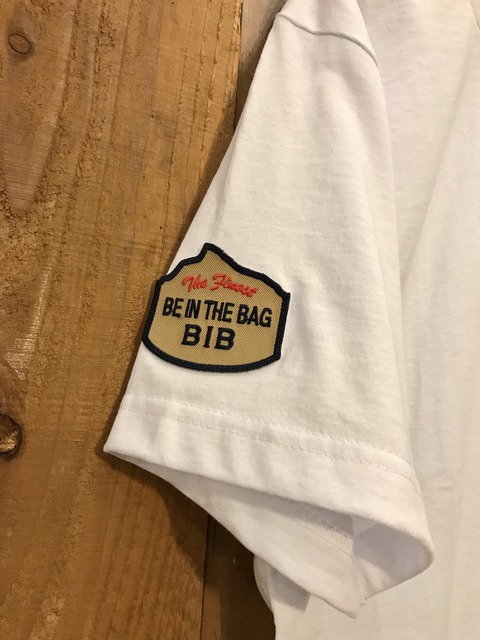 The Finest
BE IN THE BAG
BIB